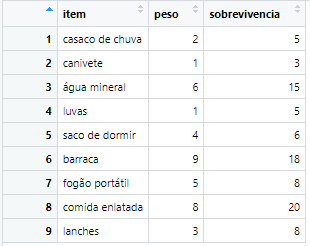 item peso sobrevivencia
1 casaco de chuva 2 5
2 canivete 1 3
3 água mineral 6 15
4 luvas 1 5
5 saco de dormir 4 6
6 barraca 9 18
7 fogão portátil 5 8
8 comida enlatada 8 20
9 lanches 3 8